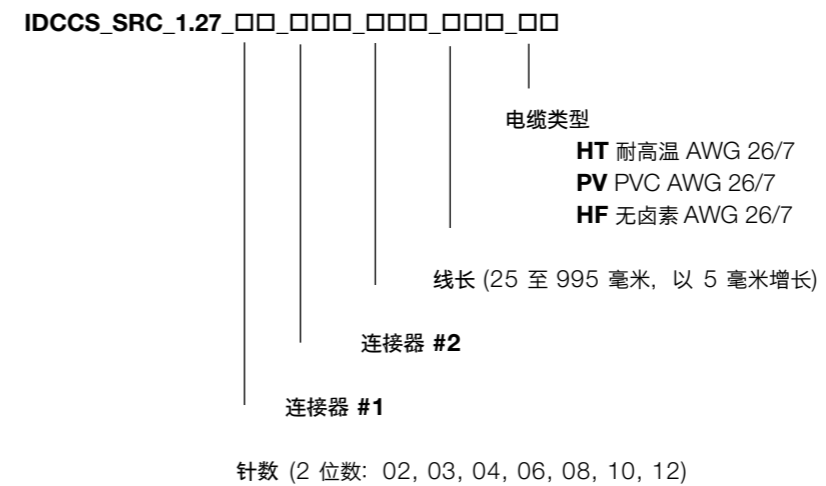 IDCCS_SRC_1.27_□□_□□□_□□□_□□□_□□
电缆类型
HT 耐高温 AWG 26/7
PV PVC AWG 26/7
HF 无卤素 AWG 26/7
线长 (25 至 995 毫米, 以 5 毫米增长)
连接器 #2
连接器 #1
针数 (2 位数: 02, 03, 04, 06, 08, 10, 12)